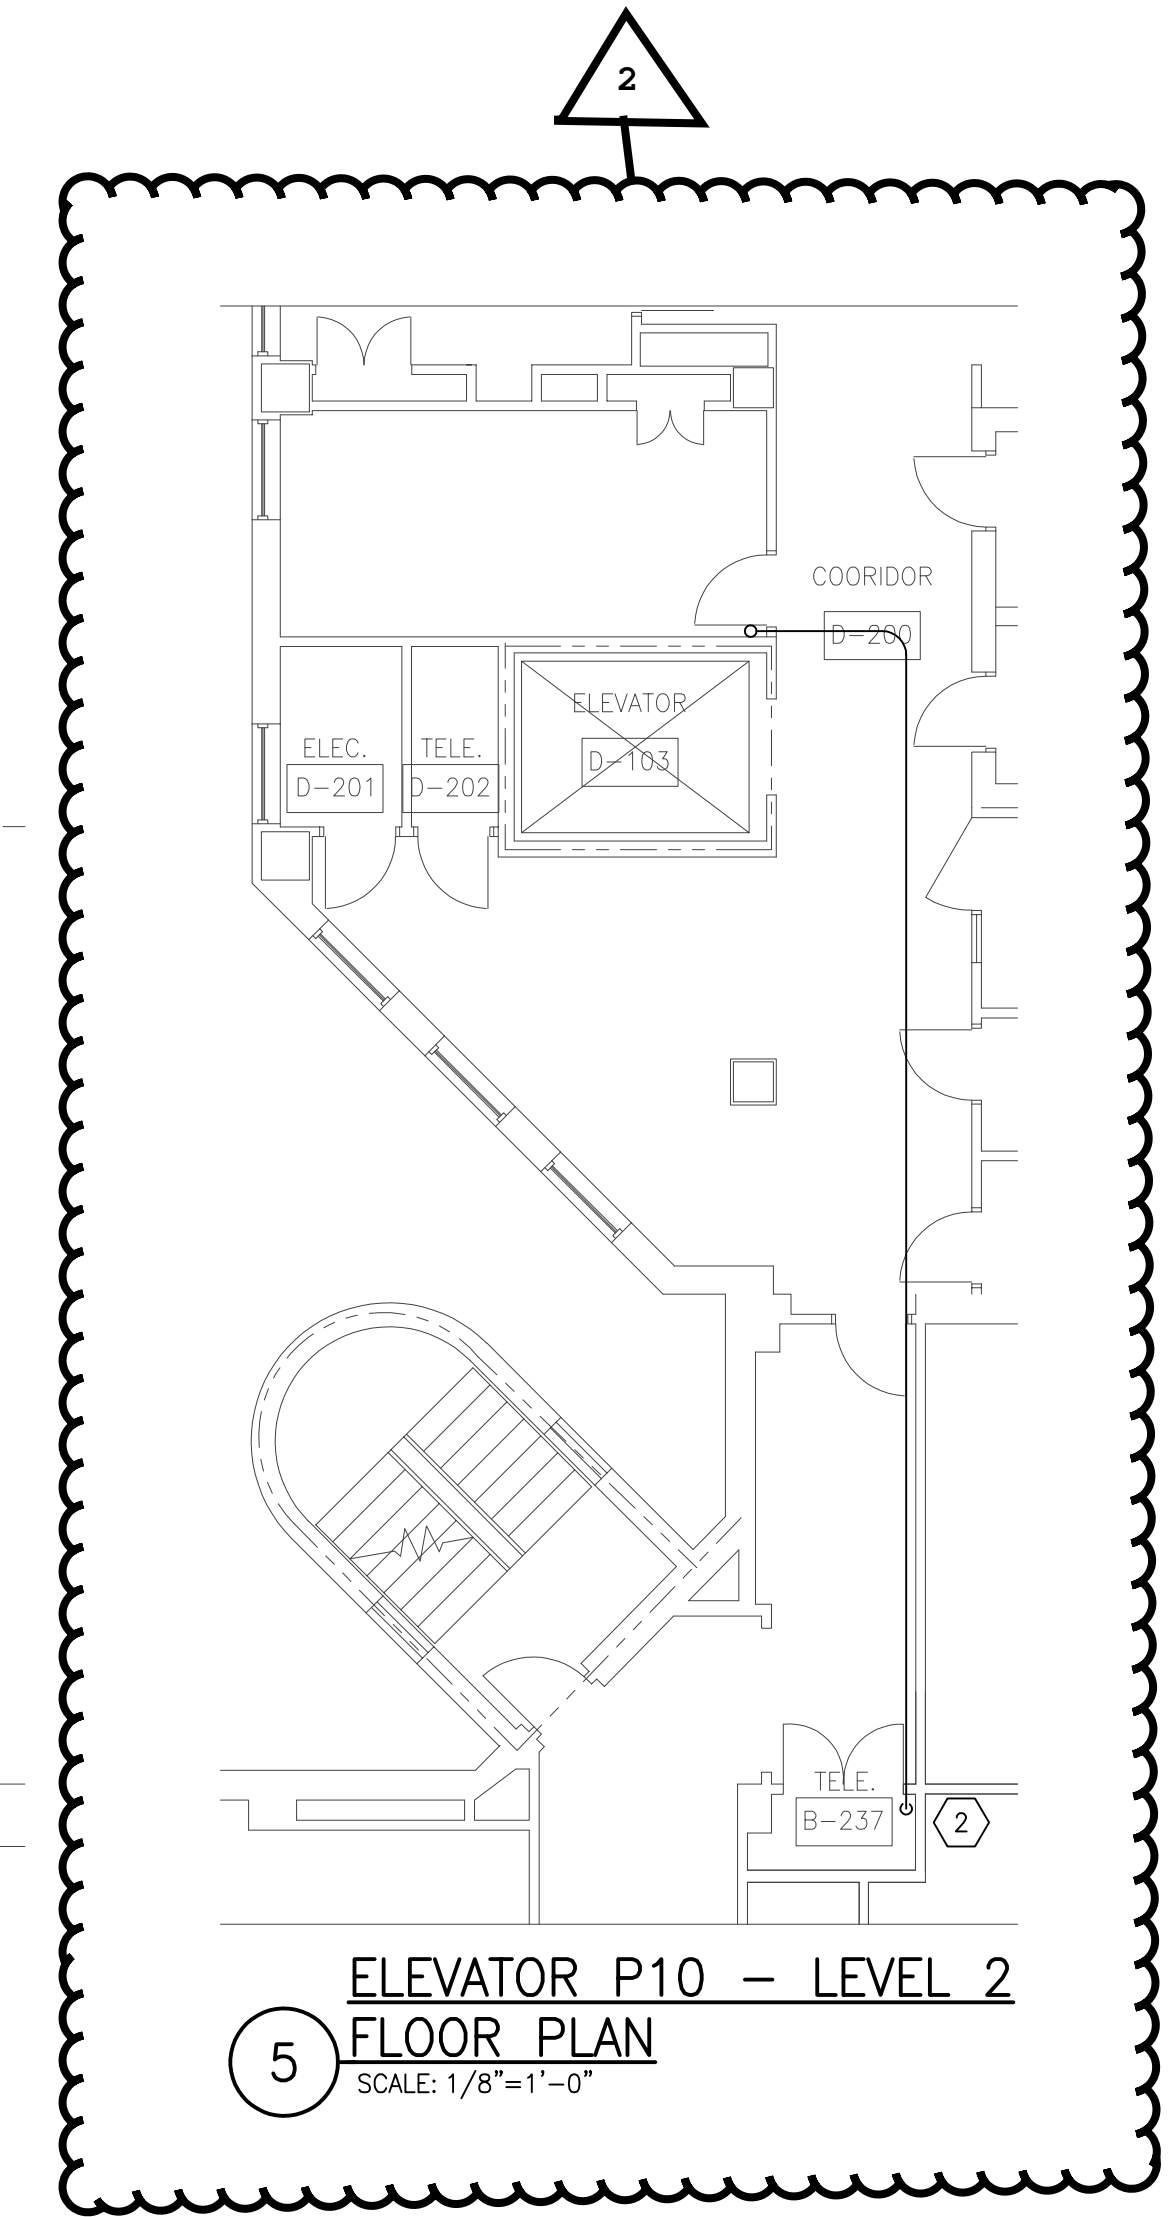 2
COORIDOR
D-200
ELEVATOR
D-103
ELEC.
D-201
TELE.
D-202
TELE.
B-237
2
ELEVATOR P10 - LEVEL 2
FLOOR PLAN
5
SCALE: 1/8"=1'-0"